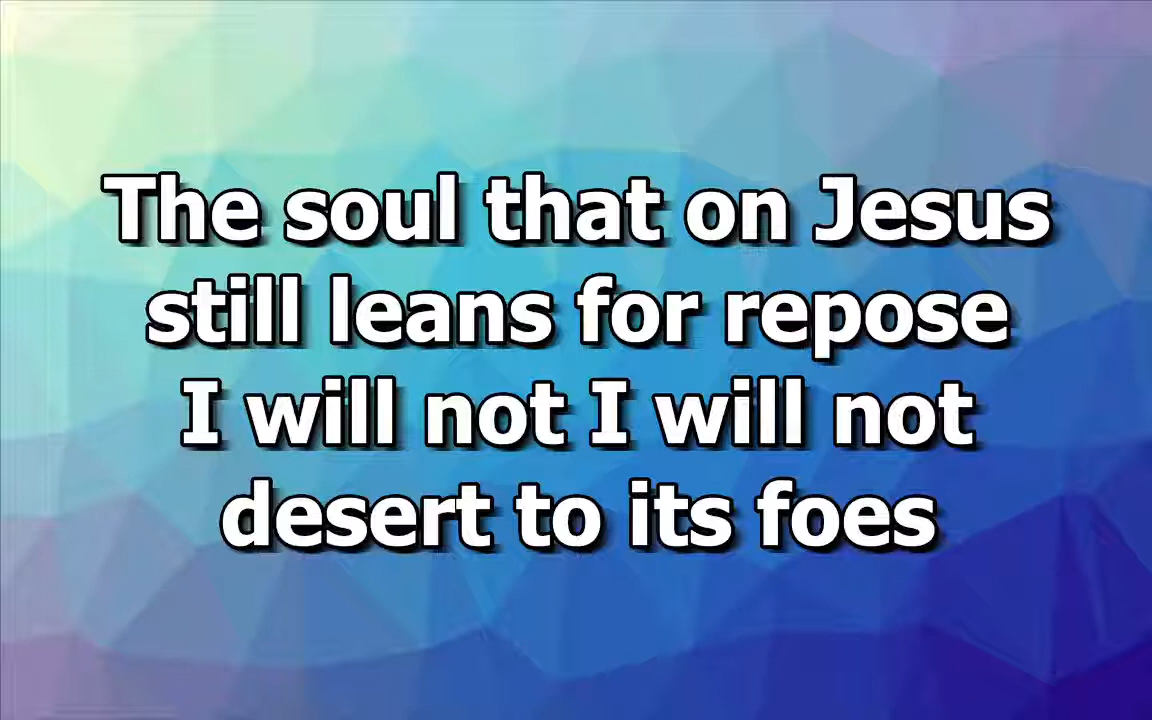 The soul that on Jesus
still leans for repose
I will not I will not
desert to its foes